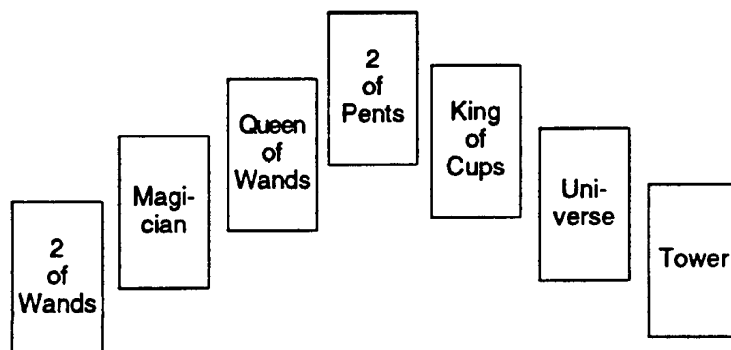 2
of
Wands
Magi-
cian
Queen
of
Wands
2
of
Pents
King
of
Cups
Uni-
verse
Tower